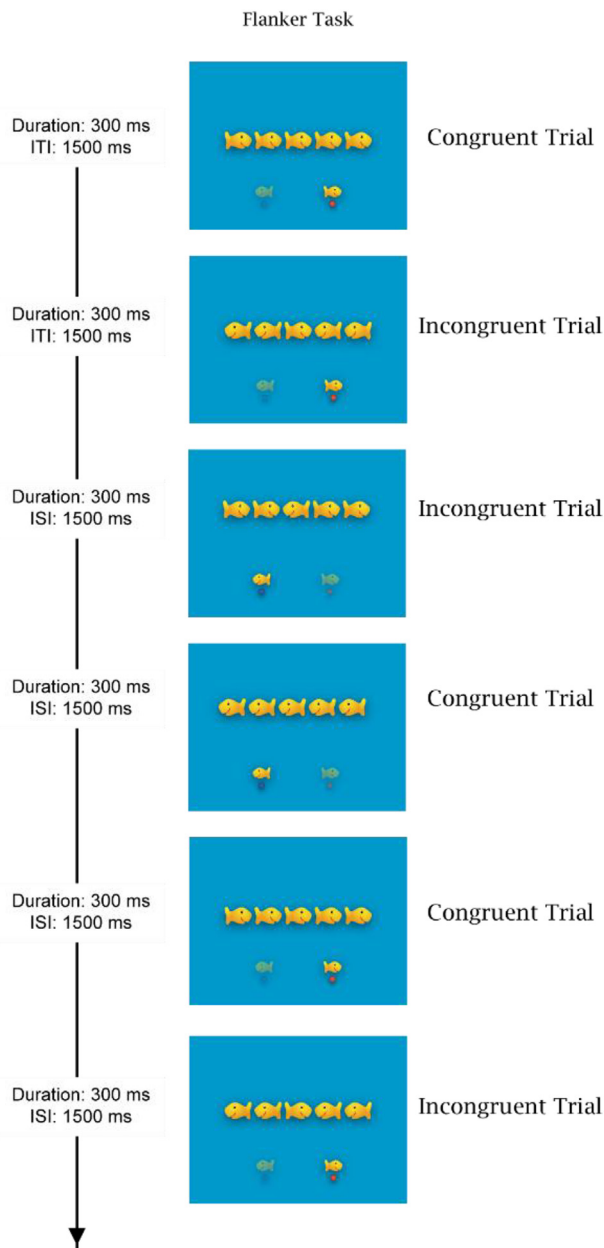 Flanker Task
Duration: 300 ms
ITI: 1500 ms
Congruent Trial
Duration: 300 ms
ITI: 1500 ms
Incongruent Trial
Duration: 300 ms
ISI: 1500 ms
Incongruent Trial
Duration: 300 ms
ISI: 1500 ms
Congruent Trial
Duration: 300 ms
ISI: 1500 ms
Congruent Trial
Duration: 300 ms
ISI: 1500 ms
Incongruent Trial